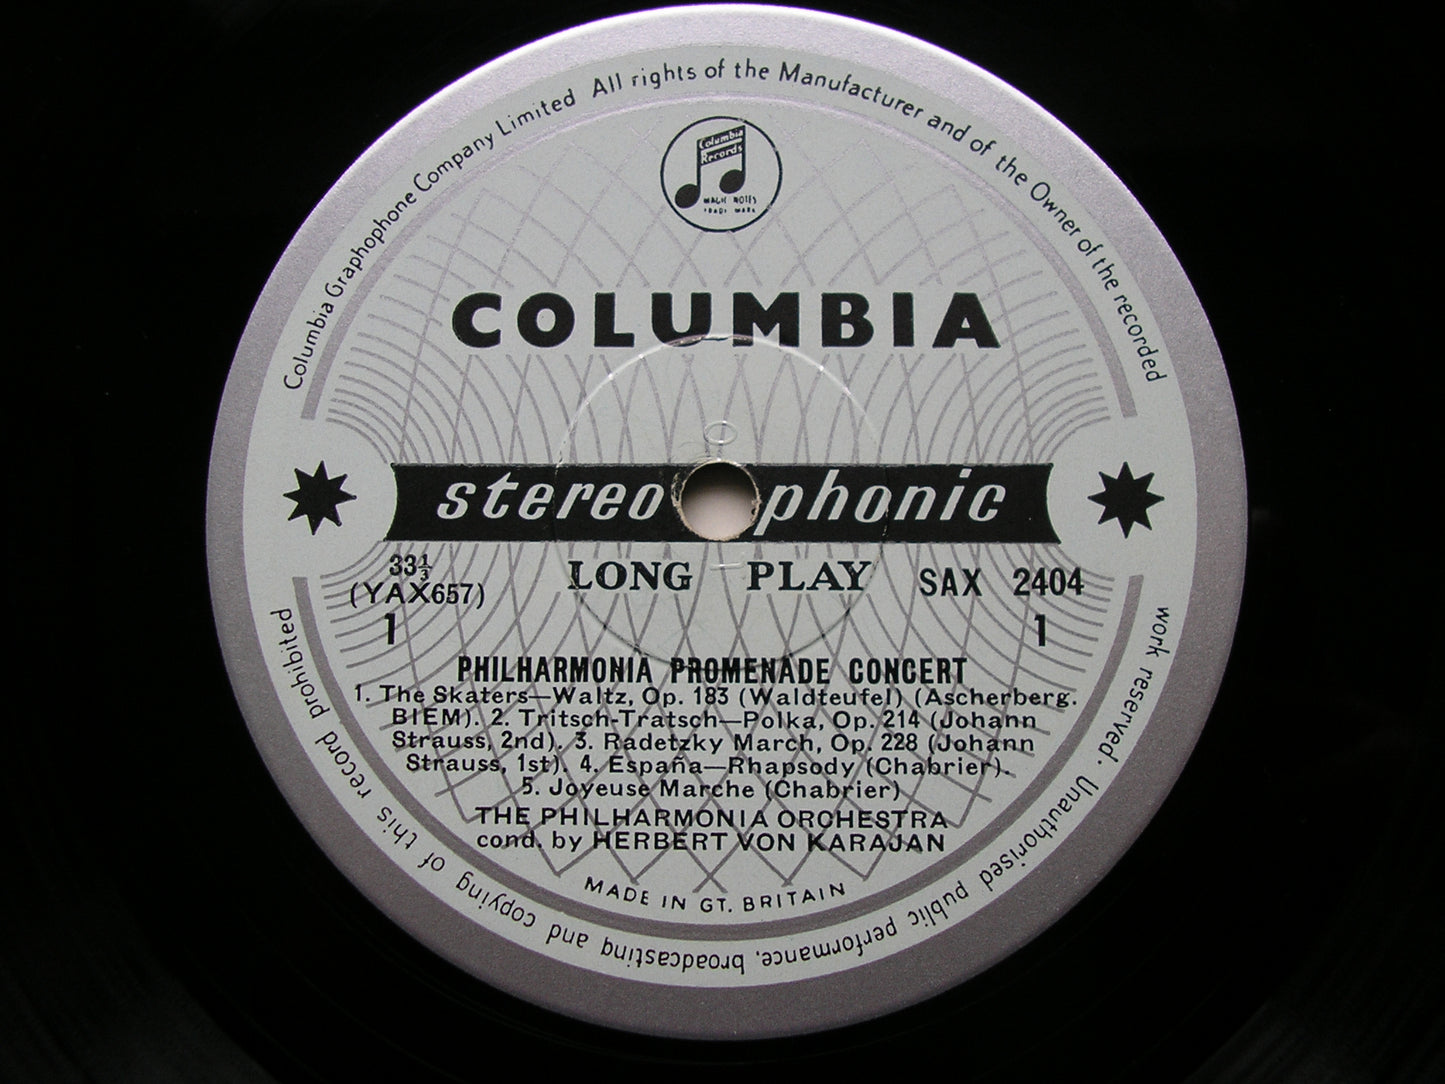 Columbia Graphophone Company Limited All rights of the Manufacturer and of the Owner of the recorded
work reserved. Unauthorised public performance, broadcasting and copying of this record prohibited
Columbia
Records
MAGIC NOTES
TRADE MARK
COLUMBIA
stereophonic
33⅓ LONG PLAY SAX 2404
(YAX657)
1 1
PHILHARMONIA PROMENADE CONCERT
1. The Skaters—Waltz, Op. 183 (Waldteufel) (Ascherberg.
BIEM). 2. Tritsch-Tratsch—Polka, Op. 214 (Johann
Strauss, 2nd). 3. Radetzky March, Op. 228 (Johann
Strauss, 1st). 4. España—Rhapsody (Chabrier).
5. Joyeuse Marche (Chabrier)
THE PHILHARMONIA ORCHESTRA
cond. by HERBERT VON KARAJAN
MADE IN GT. BRITAIN